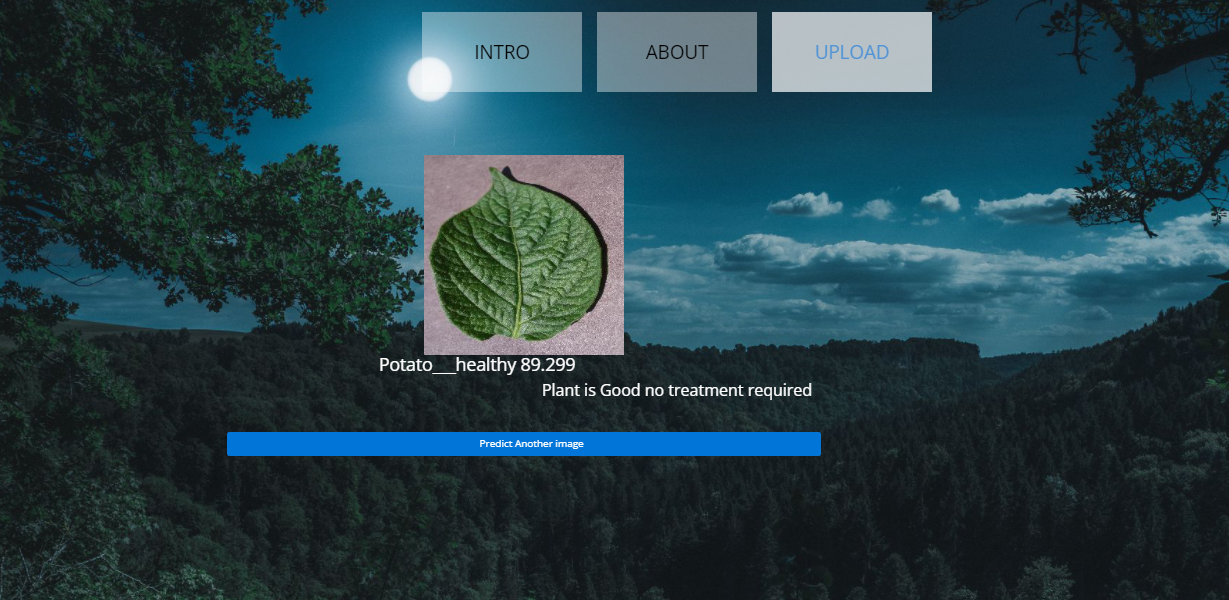 INTRO ABOUT UPLOAD
Potato___healthy 89.299
Plant is Good no treatment required
Predict Another image